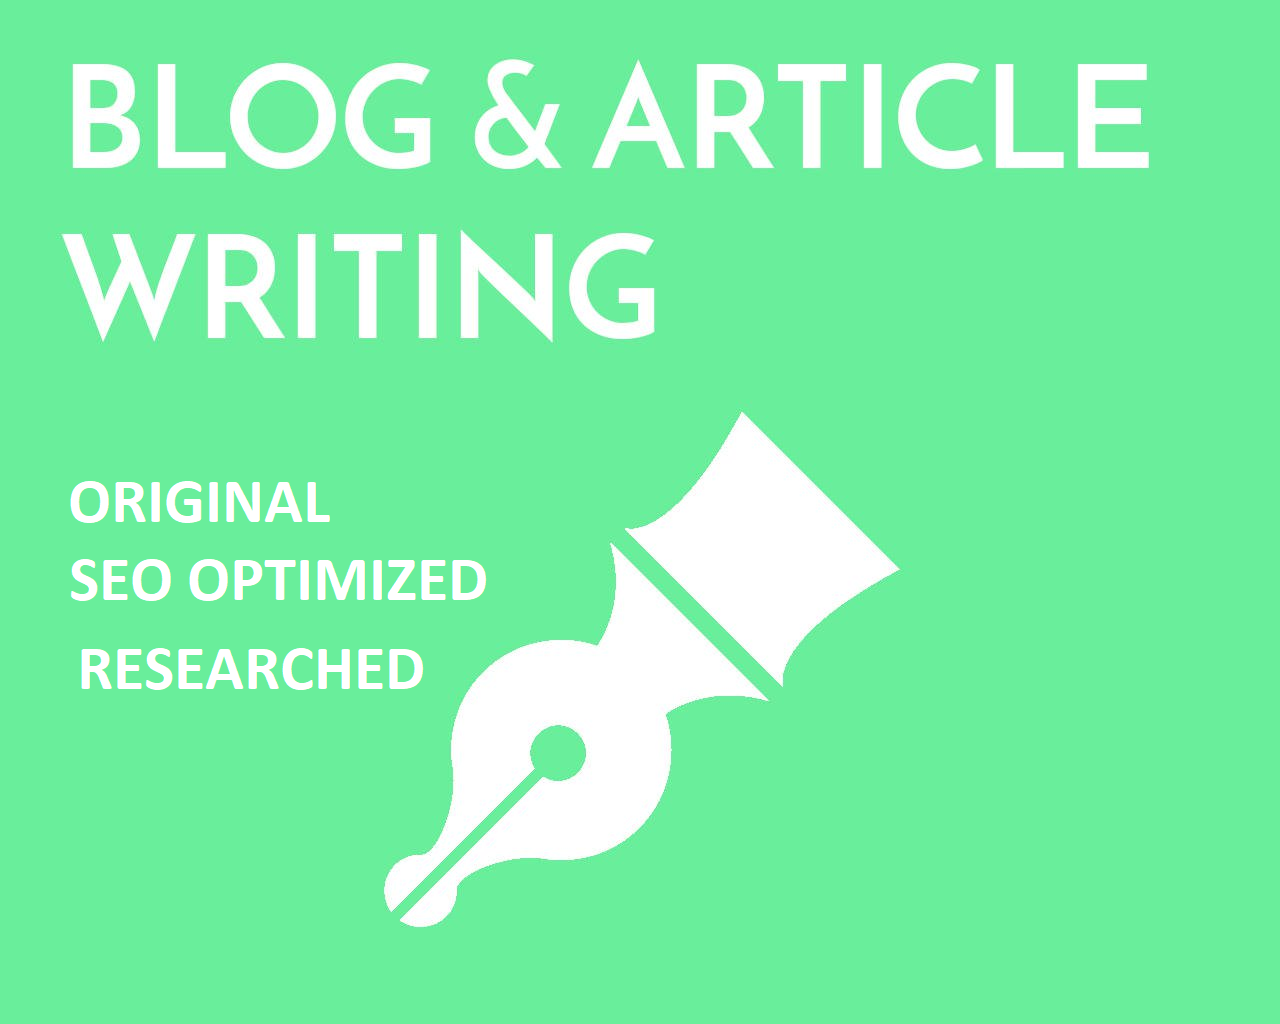 BLOG & ARTICLE
WRITING
ORIGINAL
SEO OPTIMIZED
RESEARCHED